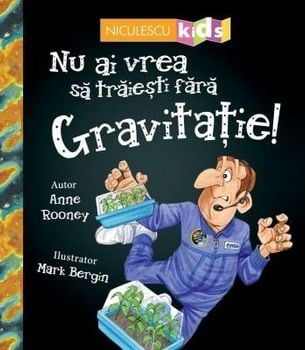 NICULESCU kids
Nu ai vrea
să trăiești fără
Gravitație!
Autor
Anne
Rooney
Ilustrator
Mark Bergin